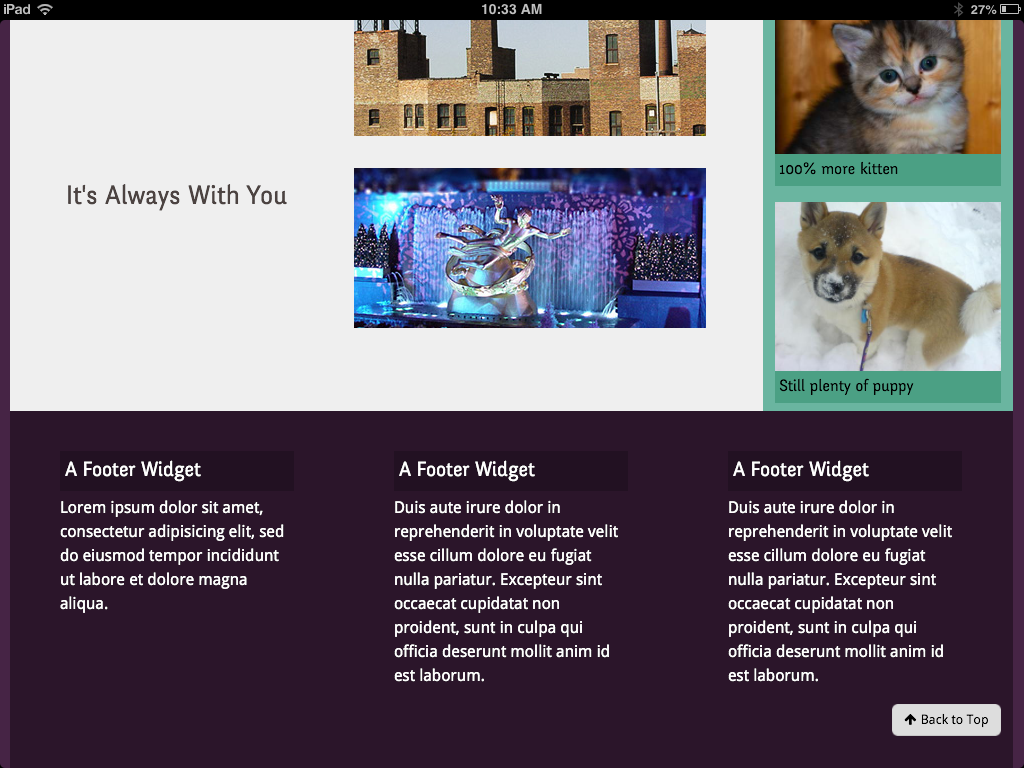 iPad 10:33 AM 27%
It's Always With You
100% more kitten
Still plenty of puppy
A Footer Widget
Lorem ipsum dolor sit amet,
consectetur adipisicing elit, sed
do eiusmod tempor incididunt
ut labore et dolore magna
aliqua.
A Footer Widget
Duis aute irure dolor in
reprehenderit in voluptate velit
esse cillum dolore eu fugiat
nulla pariatur. Excepteur sint
occaecat cupidatat non
proident, sunt in culpa qui
officia deserunt mollit anim id
est laborum.
A Footer Widget
Duis aute irure dolor in
reprehenderit in voluptate velit
esse cillum dolore eu fugiat
nulla pariatur. Excepteur sint
occaecat cupidatat non
proident, sunt in culpa qui
officia deserunt mollit anim id
est laborum.
Back to Top